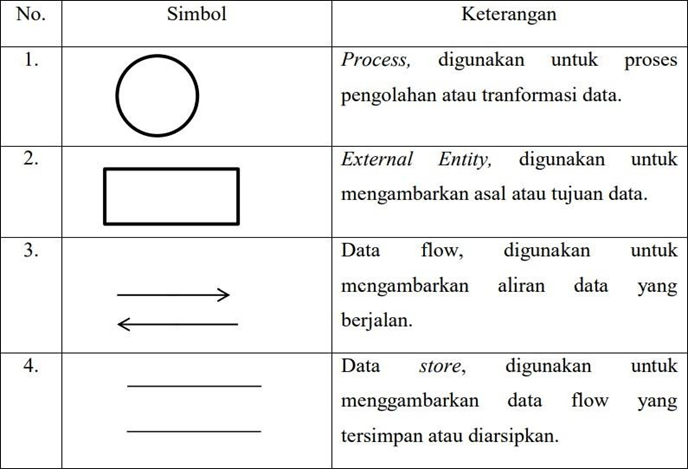 No. Simbol Keterangan
1. Process, digunakan untuk proses
pengolahan atau tranformasi data.
2. External Entity, digunakan untuk
mengambarkan asal atau tujuan data.
3. Data flow, digunakan untuk
mengambarkan aliran data yang
berjalan.
4. Data store, digunakan untuk
menggambarkan data flow yang
tersimpan atau diarsipkan.